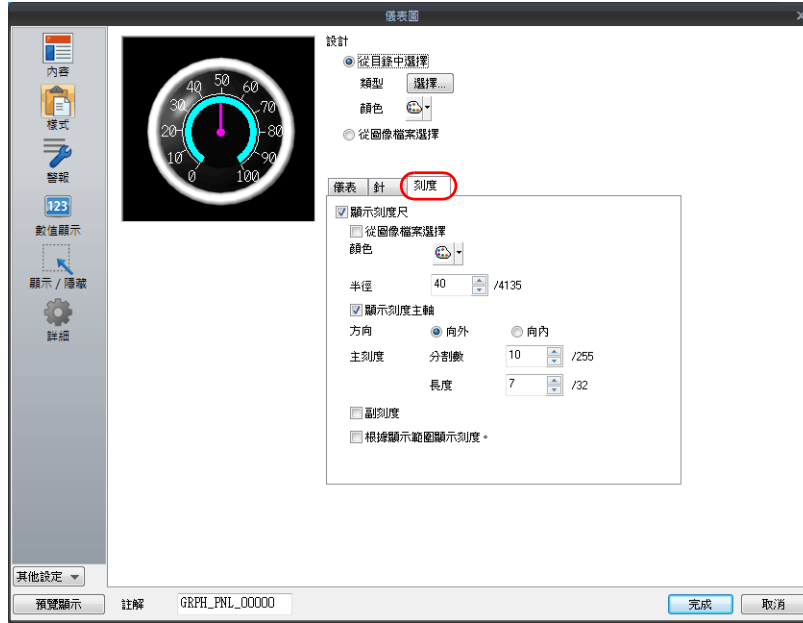 儀表圖
內容
樣式
警報
123
數值顯示
顯示 / 隱藏
詳細
其他設定
40 50 60
30 70
20 80
10 90
0 100
設計
從目錄中選擇
類型 選擇...
顏色
從圖像檔案選擇
儀表 針 刻度
顯示刻度尺
從圖像檔案選擇
顏色
半徑 40 /4135
顯示刻度主軸
方向 向外 向內
主刻度 分割數 10 /255
長度 7 /32
副刻度
根據顯示範圍顯示刻度。
預覽顯示 註解 GRPH_PNL_00000 完成 取消